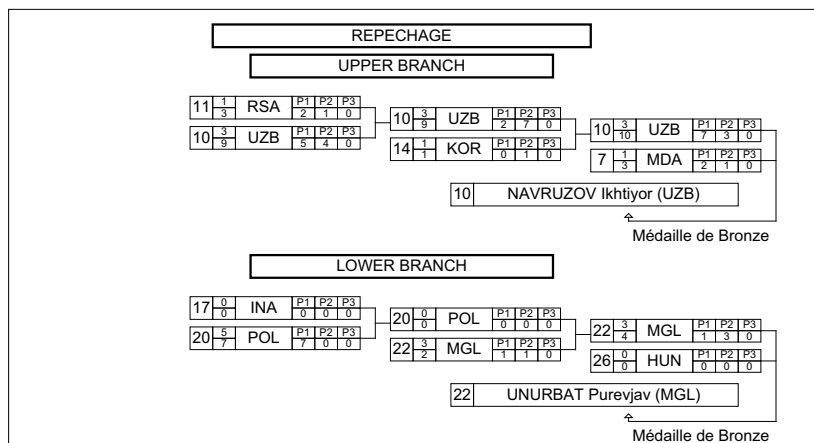 REPECHAGE
UPPER BRANCH
11 1 3 RSA P1 P2 P3 2 1 0
10 3 9 UZB P1 P2 P3 5 4 0
10 3 9 UZB P1 P2 P3 2 7 0
14 1 1 KOR P1 P2 P3 0 1 0
10 3 10 UZB P1 P2 P3 7 3 0
7 1 3 MDA P1 P2 P3 2 1 0
10 NAVRUZOV Ikhtiyor (UZB)
Médaille de Bronze
LOWER BRANCH
17 0 0 INA P1 P2 P3 0 0 0
20 5 7 POL P1 P2 P3 7 0 0
20 0 0 POL P1 P2 P3 0 0 0
22 3 2 MGL P1 P2 P3 1 1 0
22 3 4 MGL P1 P2 P3 1 3 0
26 0 0 HUN P1 P2 P3 0 0 0
22 UNURBAT Purevjav (MGL)
Médaille de Bronze